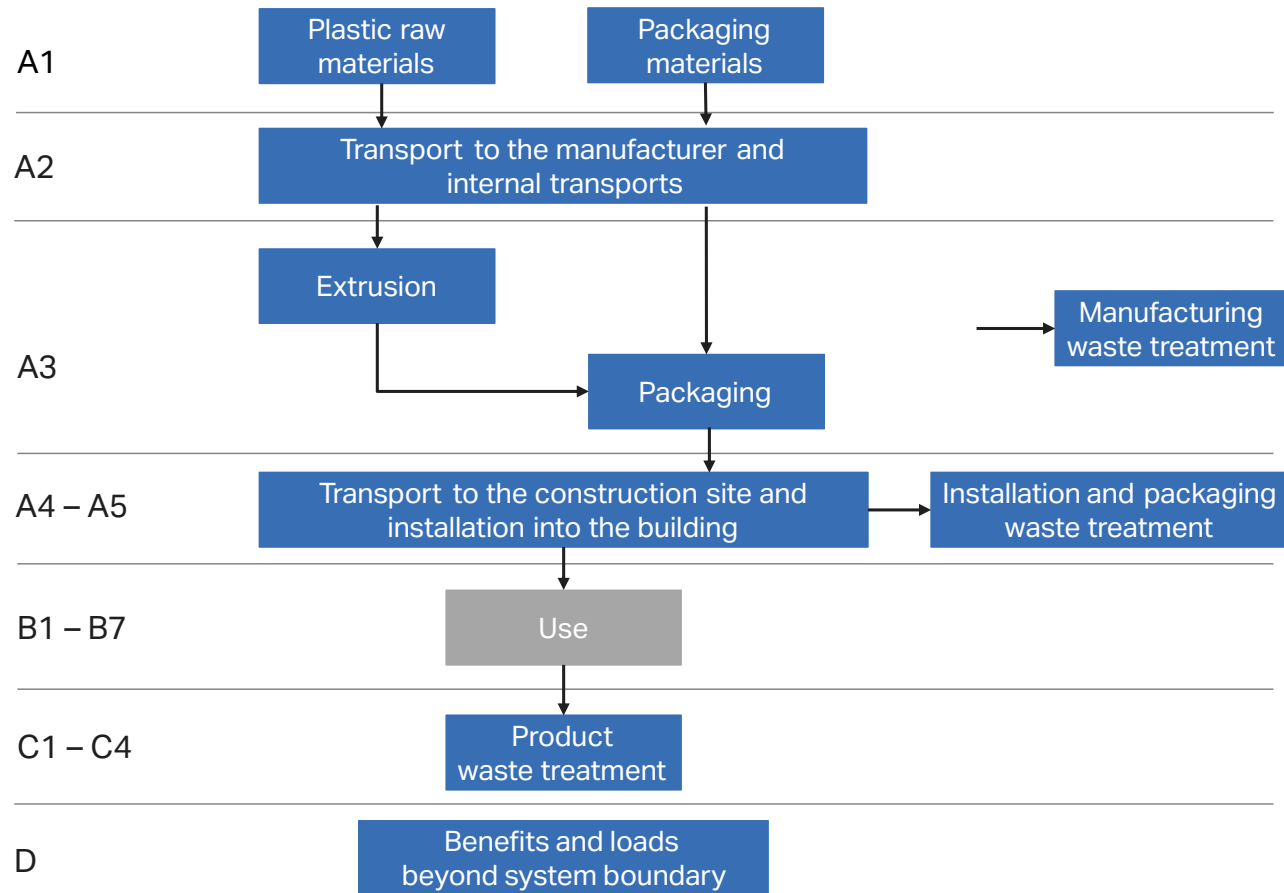 A1
Plastic raw
materials
Packaging
materials
A2
Transport to the manufacturer and
internal transports
A3
Extrusion
Manufacturing
waste treatment
Packaging
A4 – A5
Transport to the construction site and
installation into the building
Installation and packaging
waste treatment
B1 – B7
Use
C1 – C4
Product
waste treatment
D
Benefits and loads
beyond system boundary